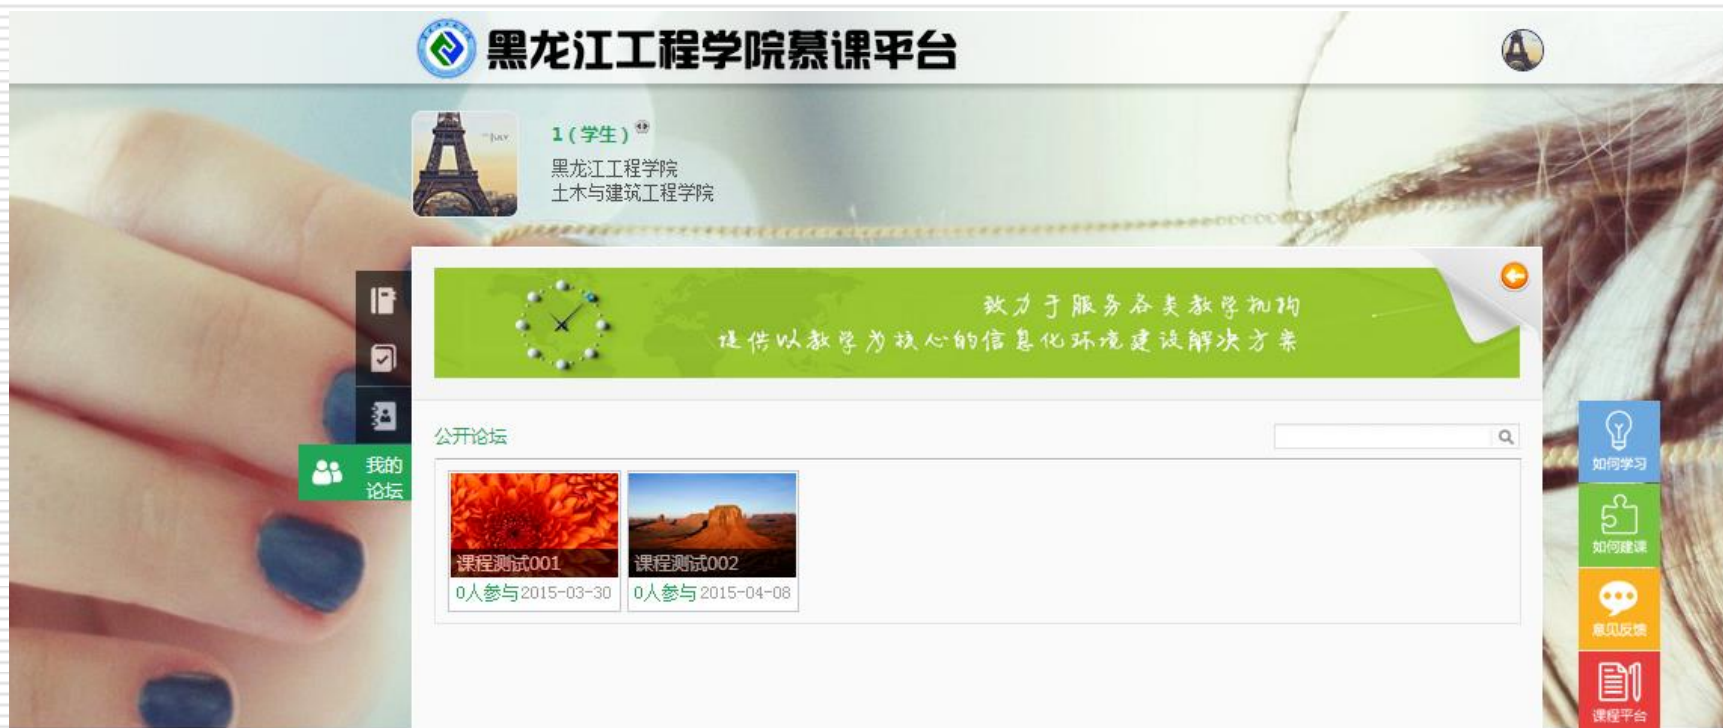 黑龙江工程学院慕课平台
JULY
1(学生)
黑龙江工程学院
土木与建筑工程学院
致力于服务各类教学机构
提供以教学为核心的信息化环境建设解决方案
公开论坛
我的
论坛
课程测试001
0人参与2015-03-30
课程测试002
0人参与2015-04-08
如何学习
如何建课
意见反馈
课程平台